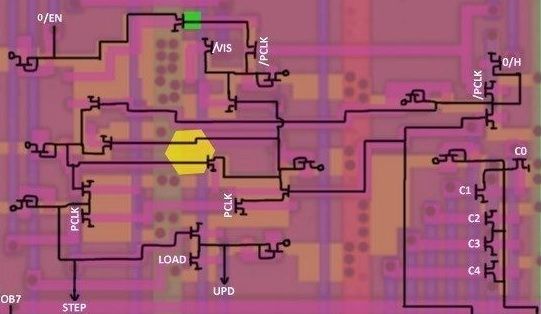 0/EN
/VIS
/PCLK
0/H
/PCLK
C0
C1
PCLK
PCLK
C2
C3
LOAD
C4
UPD
OB7
STEP